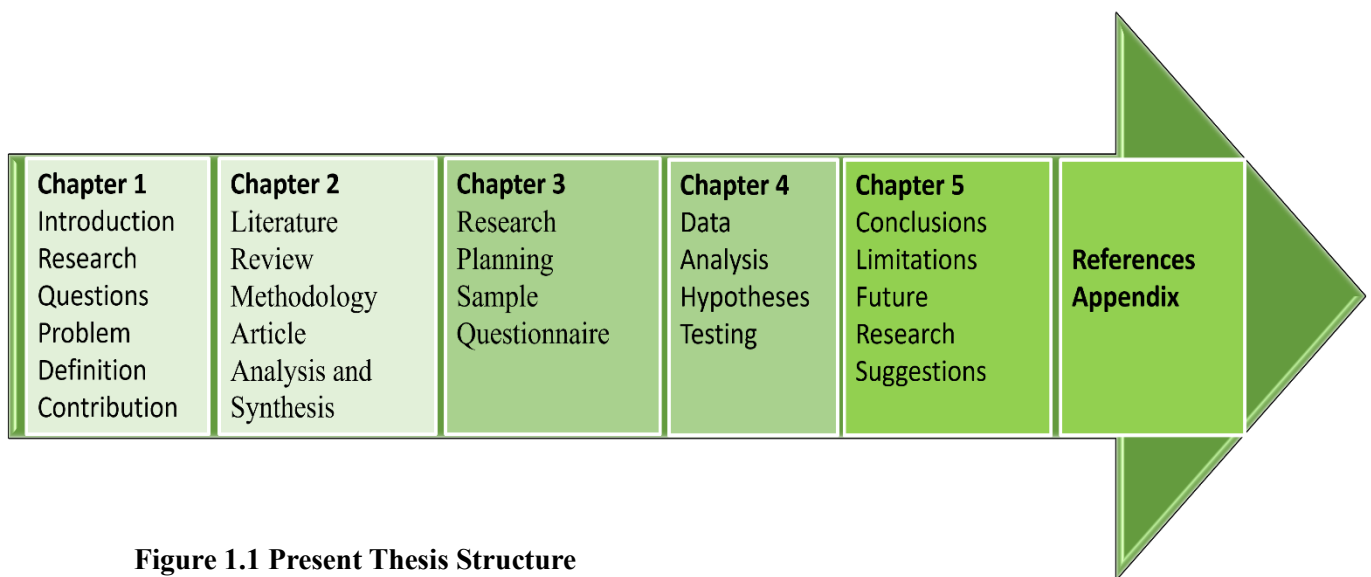 Chapter 1
Introduction
Research
Questions
Problem
Definition
Contribution
Chapter 2
Literature
Review
Methodology
Article
Analysis and
Synthesis
Chapter 3
Research
Planning
Sample
Questionnaire
Chapter 4
Data
Analysis
Hypotheses
Testing
Chapter 5
Conclusions
Limitations
Future
Research
Suggestions
References
Appendix
Figure 1.1 Present Thesis Structure